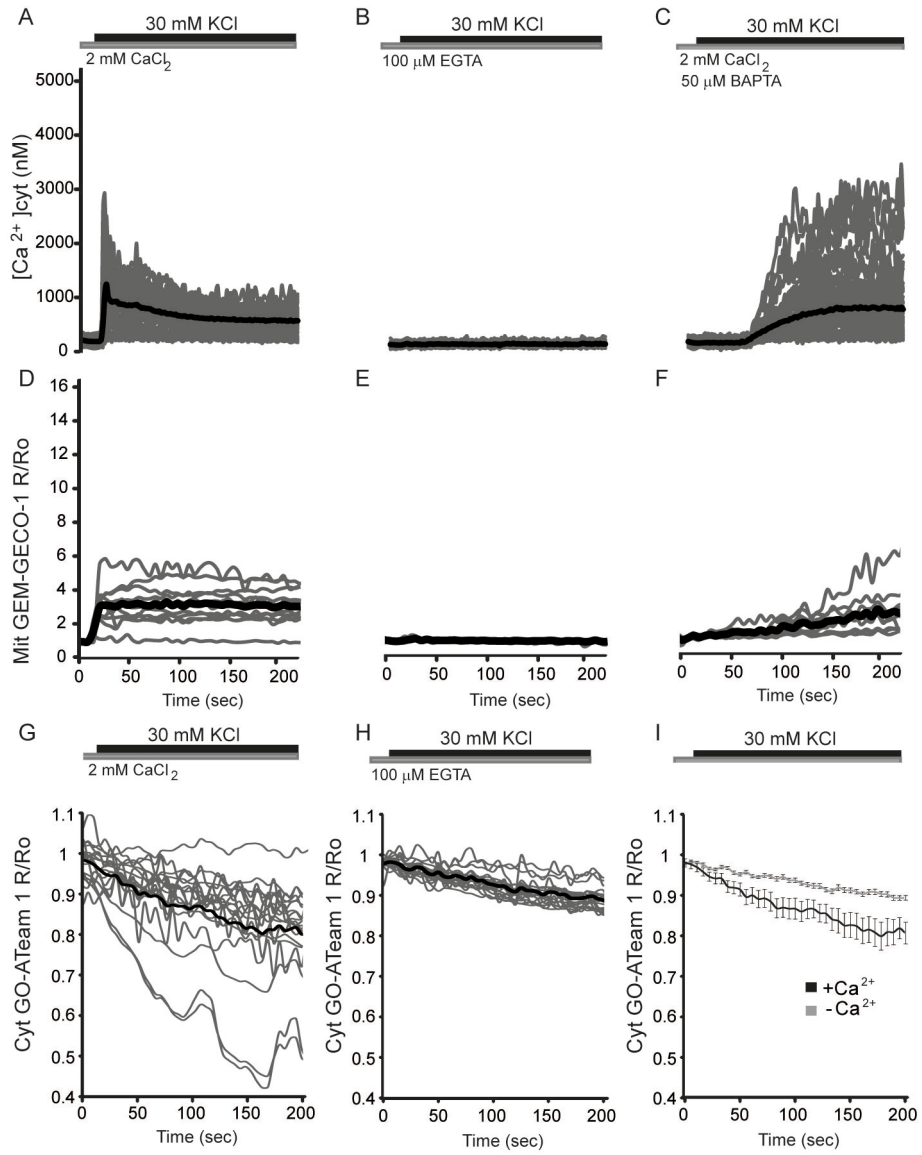 A
30 mM KCl
2 mM CaCl2
B
30 mM KCl
100 μM EGTA
C
30 mM KCl
2 mM CaCl2
50 μM BAPTA
[Ca 2+ ]cyt (nM)
5000
4000
3000
2000
1000
0
D
Mit GEM-GECO-1 R/Ro
16
14
12
10
8
6
4
2
0
0 50 100 150 200
Time (sec)
E
0 50 100 150 200
Time (sec)
F
0 50 100 150 200
Time (sec)
G
30 mM KCl
2 mM CaCl2
Cyt GO-ATeam 1 R/Ro
1.1
1
0.9
0.8
0.7
0.6
0.5
0.4
0 50 100 150 200
Time (sec)
H
30 mM KCl
100 μM EGTA
Cyt GO-ATeam 1 R/Ro
1.1
1
0.9
0.8
0.7
0.6
0.5
0.4
0 50 100 150 200
Time (sec)
I
30 mM KCl
Cyt GO-ATeam 1 R/Ro
1.1
1
0.9
0.8
0.7
0.6
0.5
0.4
+Ca2+
-Ca2+
0 50 100 150 200
Time (sec)